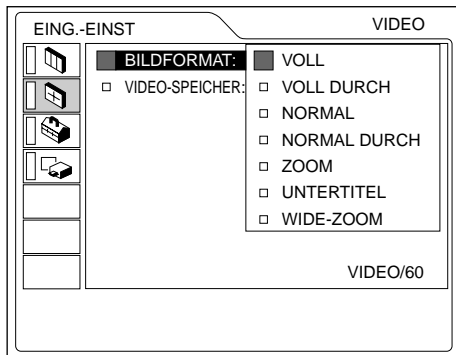 EING.-EINST
VIDEO
BILDFORMAT:
VOLL
VIDEO-SPEICHER:
VOLL DURCH
NORMAL
NORMAL DURCH
ZOOM
UNTERTITEL
WIDE-ZOOM
VIDEO/60